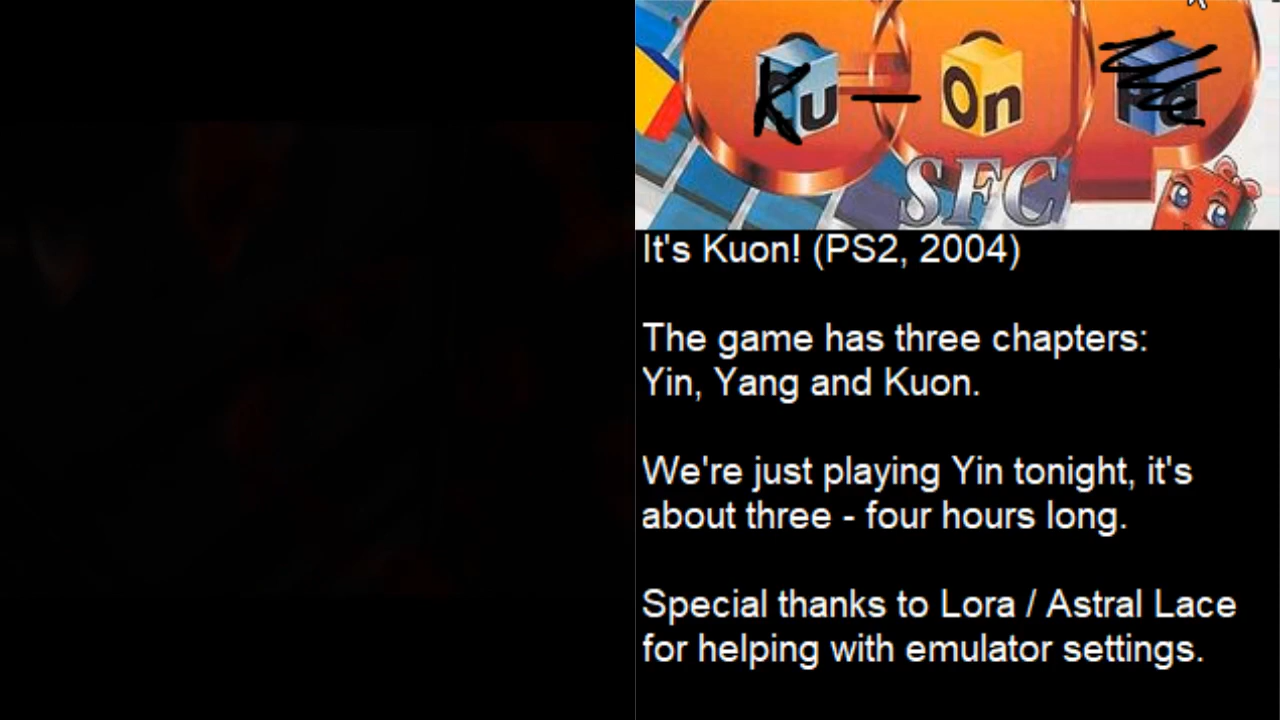 Ku — On
SFC
It's Kuon! (PS2, 2004)
The game has three chapters:
Yin, Yang and Kuon.
We're just playing Yin tonight, it's
about three - four hours long.
Special thanks to Lora / Astral Lace
for helping with emulator settings.